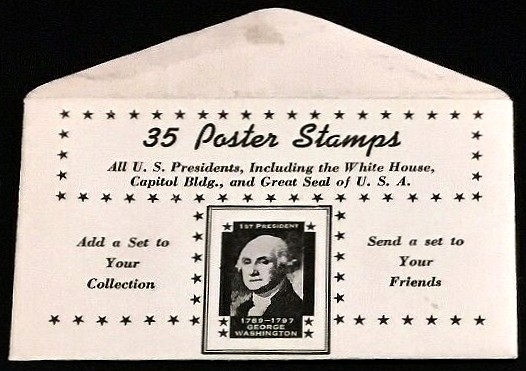 35 Poster Stamps
All U. S. Presidents, Including the White House,
Capitol Bldg., and Great Seal of U. S. A.
Add a Set to
Your
Collection
1ST PRESIDENT
1789-1797
GEORGE
WASHINGTON
Send a set to
Your
Friends